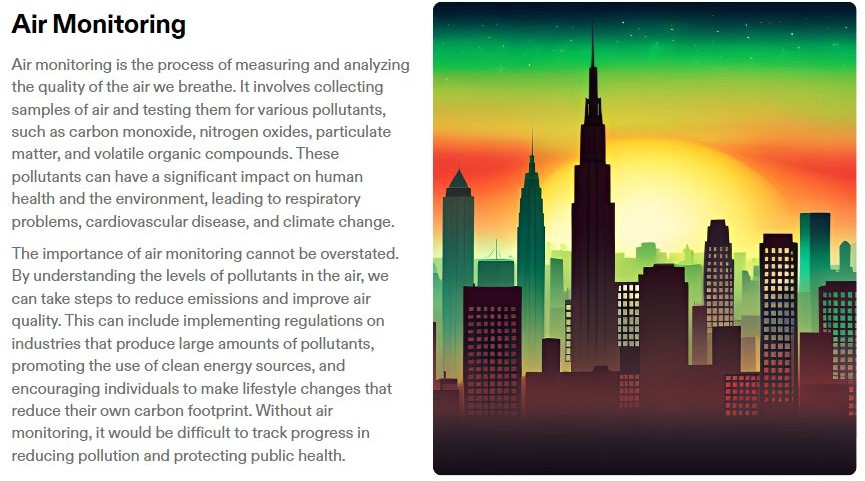 Air Monitoring
Air monitoring is the process of measuring and analyzing
the quality of the air we breathe. It involves collecting
samples of air and testing them for various pollutants,
such as carbon monoxide, nitrogen oxides, particulate
matter, and volatile organic compounds. These
pollutants can have a significant impact on human
health and the environment, leading to respiratory
problems, cardiovascular disease, and climate change.
The importance of air monitoring cannot be overstated.
By understanding the levels of pollutants in the air, we
can take steps to reduce emissions and improve air
quality. This can include implementing regulations on
industries that produce large amounts of pollutants,
promoting the use of clean energy sources, and
encouraging individuals to make lifestyle changes that
reduce their own carbon footprint. Without air
monitoring, it would be difficult to track progress in
reducing pollution and protecting public health.